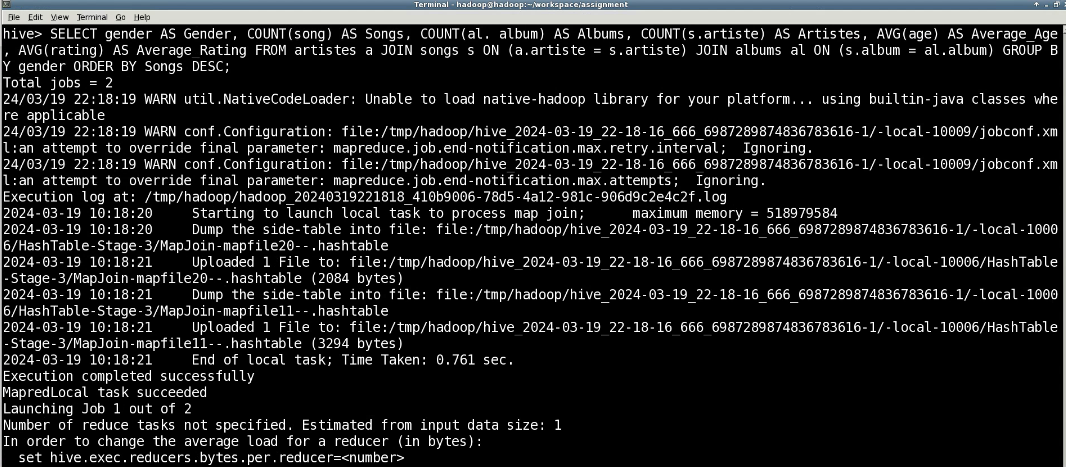 Terminal - hadoop@hadoop:~/workspace/assignment
File Edit View Terminal Go Help
hive> SELECT gender AS Gender, COUNT(song) AS Songs, COUNT(al. album) AS Albums, COUNT(s.artiste) AS Artistes, AVG(age) AS Average_Age
, AVG(rating) AS Average_Rating FROM artistes a JOIN songs s ON (a.artiste = s.artiste) JOIN albums al ON (s.album = al.album) GROUP B
Y gender ORDER BY Songs DESC;
Total jobs = 2
24/03/19 22:18:19 WARN util.NativeCodeLoader: Unable to load native-hadoop library for your platform... using builtin-java classes whe
re applicable
24/03/19 22:18:19 WARN conf.Configuration: file:/tmp/hadoop/hive_2024-03-19_22-18-16_666_6987289874836783616-1/-local-10009/jobconf.xm
l:an attempt to override final parameter: mapreduce.job.end-notification.max.retry.interval;  Ignoring.
24/03/19 22:18:19 WARN conf.Configuration: file:/tmp/hadoop/hive_2024-03-19_22-18-16_666_6987289874836783616-1/-local-10009/jobconf.xm
l:an attempt to override final parameter: mapreduce.job.end-notification.max.attempts;  Ignoring.
Execution log at: /tmp/hadoop/hadoop_20240319221818_410b9006-78d5-4a12-981c-906d9c2e4c2f.log
2024-03-19 10:18:20     Starting to launch local task to process map join;      maximum memory = 518979584
2024-03-19 10:18:20     Dump the side-table into file: file:/tmp/hadoop/hive_2024-03-19_22-18-16_666_6987289874836783616-1/-local-1000
6/HashTable-Stage-3/MapJoin-mapfile20--.hashtable
2024-03-19 10:18:21     Uploaded 1 File to: file:/tmp/hadoop/hive_2024-03-19_22-18-16_666_6987289874836783616-1/-local-10006/HashTable
-Stage-3/MapJoin-mapfile20--.hashtable (2084 bytes)
2024-03-19 10:18:21     Dump the side-table into file: file:/tmp/hadoop/hive_2024-03-19_22-18-16_666_6987289874836783616-1/-local-1000
6/HashTable-Stage-3/MapJoin-mapfile11--.hashtable
2024-03-19 10:18:21     Uploaded 1 File to: file:/tmp/hadoop/hive_2024-03-19_22-18-16_666_6987289874836783616-1/-local-10006/HashTable
-Stage-3/MapJoin-mapfile11--.hashtable (3294 bytes)
2024-03-19 10:18:21     End of local task; Time Taken: 0.761 sec.
Execution completed successfully
MapredLocal task succeeded
Launching Job 1 out of 2
Number of reduce tasks not specified. Estimated from input data size: 1
In order to change the average load for a reducer (in bytes):
  set hive.exec.reducers.bytes.per.reducer=<number>